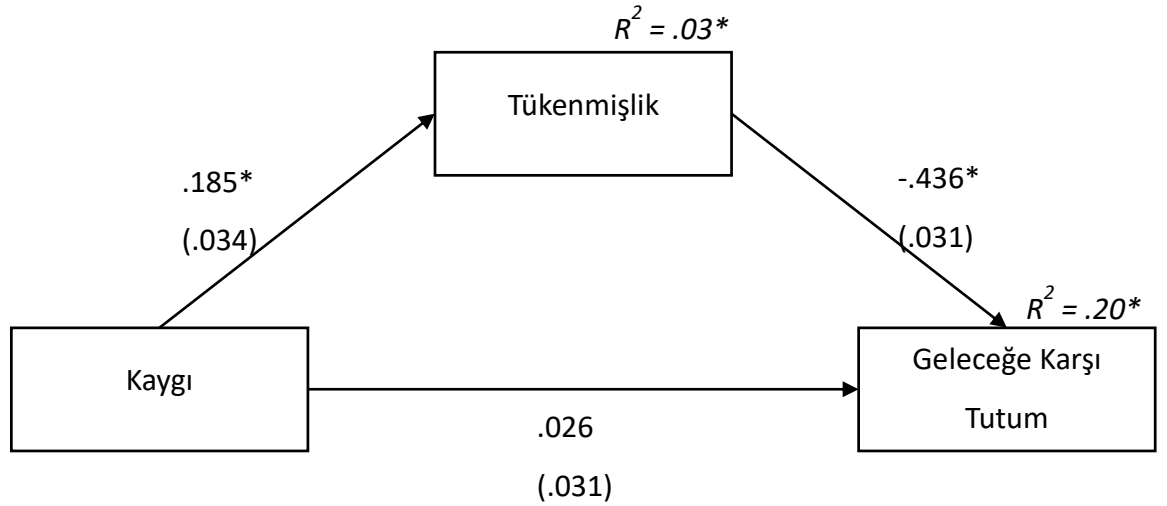 R² = .03*
Tükenmişlik
.185*
(.034)
-.436*
(.031)
R² = .20*
Kaygı
Geleceğe Karşı
Tutum
.026
(.031)